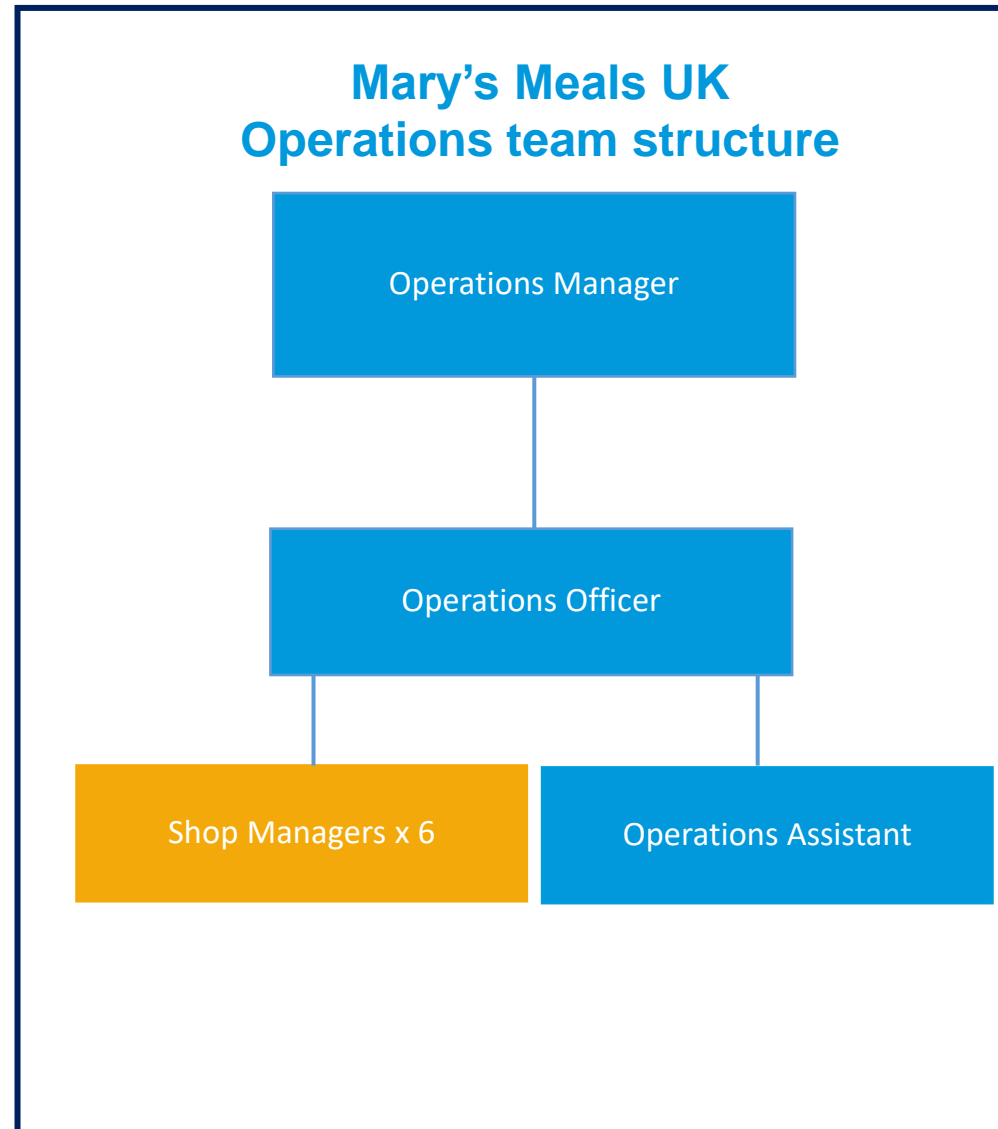 Mary’s Meals UK
Operations team structure
Operations Manager
Operations Officer
Shop Managers x 6
Operations Assistant